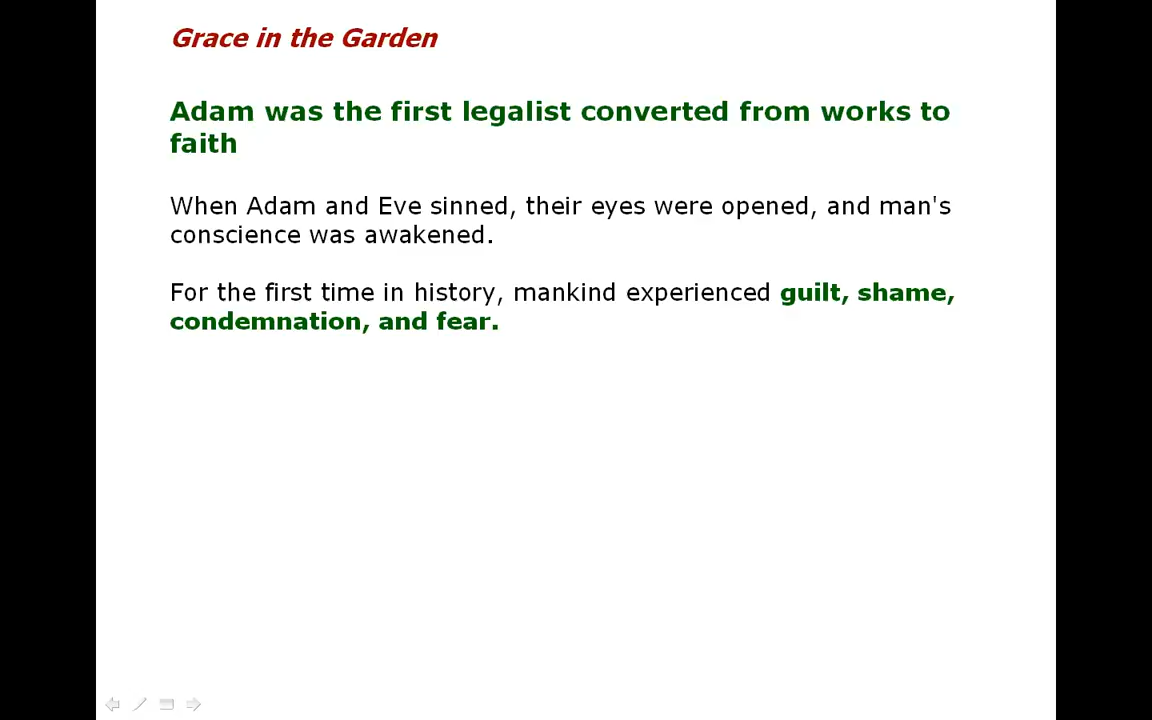 Grace in the Garden
Adam was the first legalist converted from works to
faith
When Adam and Eve sinned, their eyes were opened, and man's
conscience was awakened.
For the first time in history, mankind experienced guilt, shame,
condemnation, and fear.